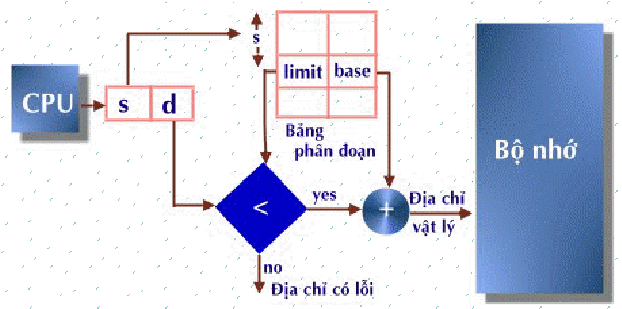 CPU
s
d
s
limit
base
Bảng
phân đoạn
Bộ nhớ
<
yes
+
Địa chỉ
vật lý
no
Địa chỉ có lỗi